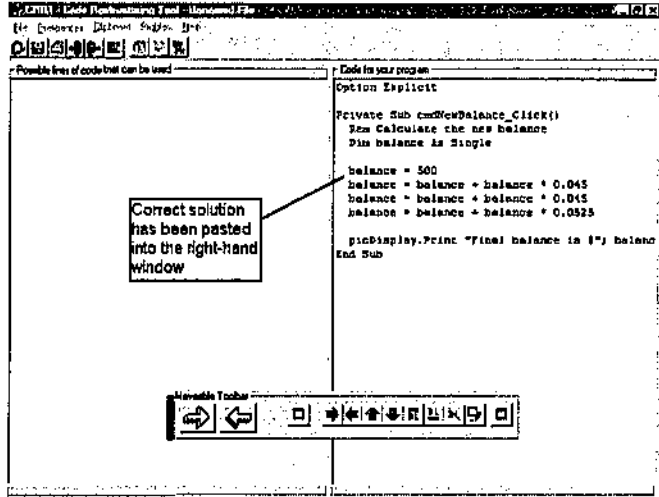 Possible lines of code that can be used
Code for your program
Option Explicit
Private Sub cmdNewBalance_Click()
Rem Calculate the new balance
Dim balance As Single
balance = 500
balance = balance + balance * 0.045
balance = balance + balance * 0.045
balance = balance + balance * 0.0525
picDisplay.Print "Final balance is $"; balanc
End Sub
Correct solution
has been pasted
into the right-hand
window
Moveable Toolbar